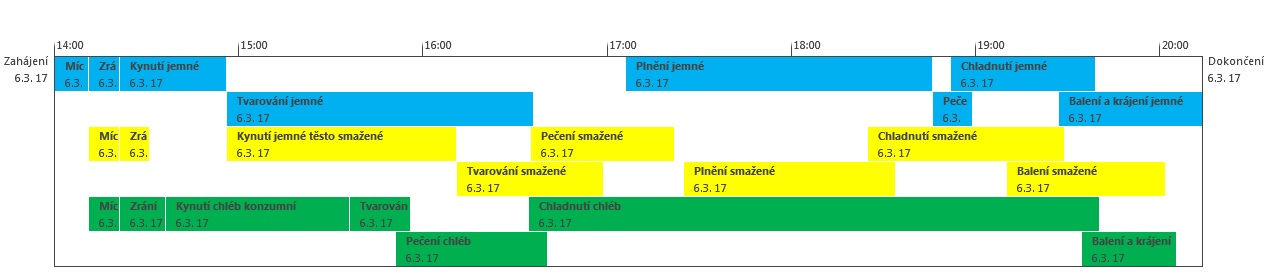 14:00 15:00 16:00 17:00 18:00 19:00 20:00
Zahájení
6.3. 17
Dokončení
6.3. 17
Míc Zrá Kynutí jemné Plnění jemné Chladnutí jemné
6.3. 6.3. 6.3. 17 6.3. 17 6.3. 17
Tvarování jemné Peče Balení a krájení jemné
6.3. 17 6.3. 6.3. 17
Míc Zrá Kynutí jemné těsto smažené Pečení smažené Chladnutí smažené
6.3. 6.3. 6.3. 17 6.3. 17 6.3. 17
Tvarování smažené Plnění smažené Balení smažené
6.3. 17 6.3. 17 6.3. 17
Míc Zrání Kynutí chléb konzumní Tvarován Chladnutí chléb
6.3. 6.3. 17 6.3. 17 6.3. 17 6.3. 17
Pečení chléb Balení a krájení
6.3. 17 6.3. 17